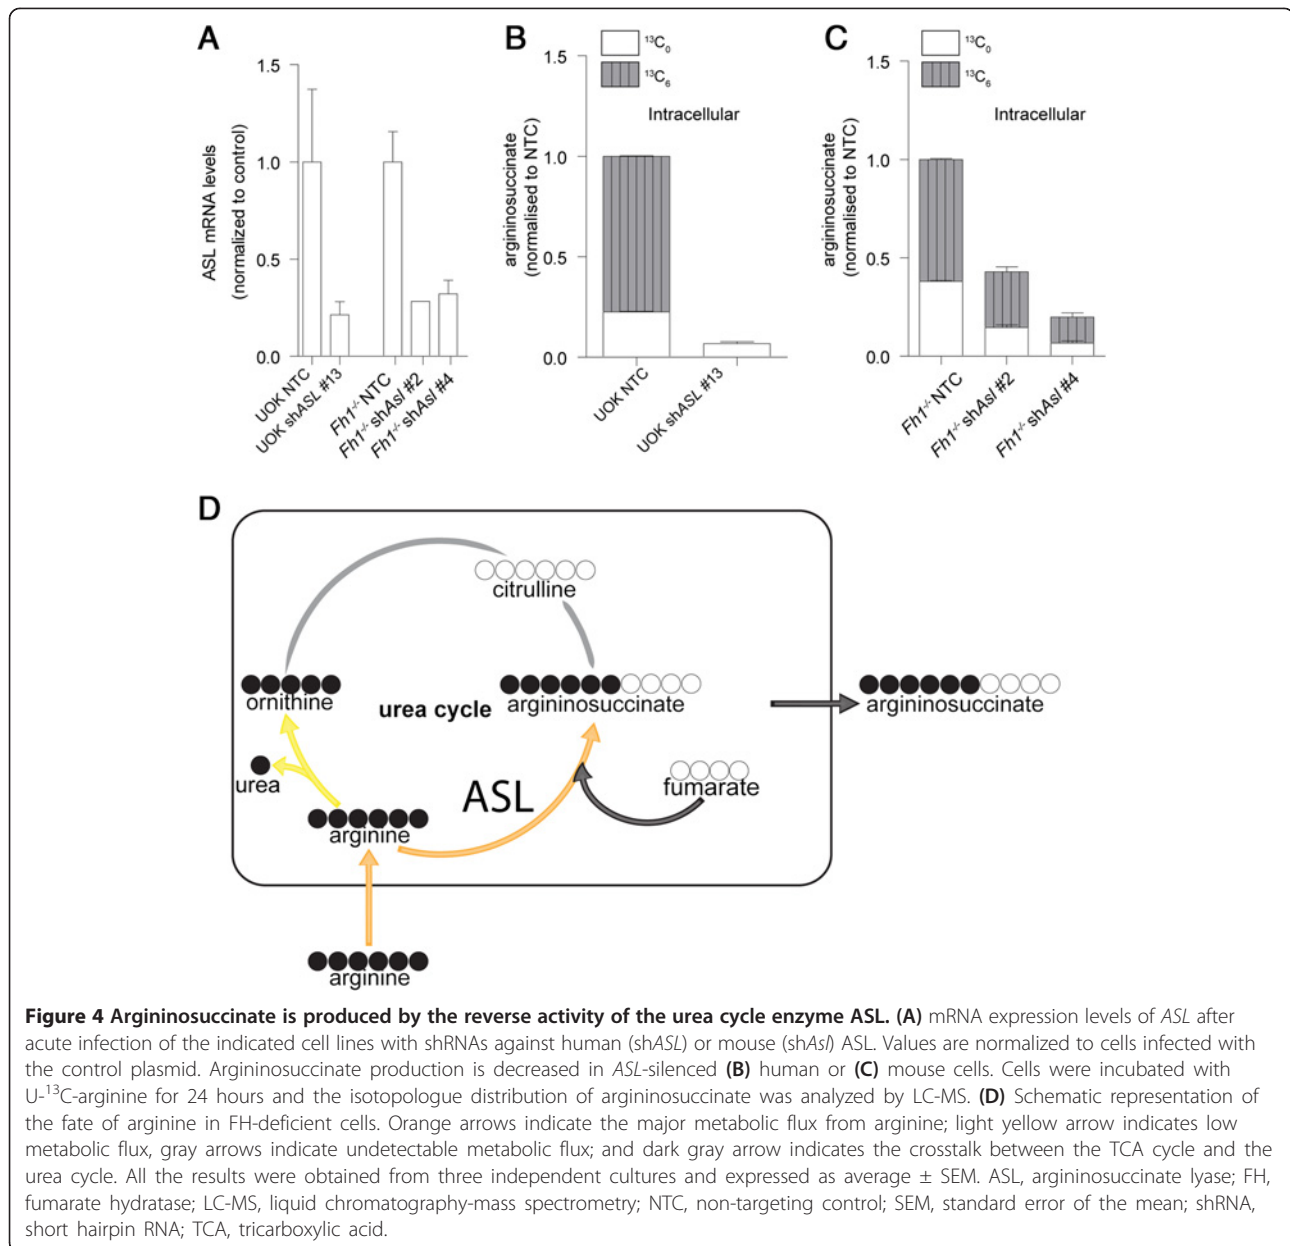 A
ASL mRNA levels
(normalized to control)
1.5
1.0
0.5
0.0
UOK NTC
UOK shASL #13
Fh1-/- NTC
Fh1-/- shAsl #2
Fh1-/- shAsl #4
B
13C0
13C6
Intracellular
argininosuccinate
(normalised to NTC)
1.5
1.0
0.5
0.0
UOK NTC
UOK shASL #13
C
13C0
13C6
Intracellular
argininosuccinate
(normalised to NTC)
1.5
1.0
0.5
0.0
Fh1-/- NTC
Fh1-/- shAsl #2
Fh1-/- shAsl #4
D
citrulline
ornithine
urea cycle
argininosuccinate
argininosuccinate
urea
ASL
fumarate
arginine
arginine
Figure 4 Argininosuccinate is produced by the reverse activity of the urea cycle enzyme ASL. (A) mRNA expression levels of ASL after
acute infection of the indicated cell lines with shRNAs against human (shASL) or mouse (shAsl) ASL. Values are normalized to cells infected with
the control plasmid. Argininosuccinate production is decreased in ASL-silenced (B) human or (C) mouse cells. Cells were incubated with
U-13C-arginine for 24 hours and the isotopologue distribution of argininosuccinate was analyzed by LC-MS. (D) Schematic representation of
the fate of arginine in FH-deficient cells. Orange arrows indicate the major metabolic flux from arginine; light yellow arrow indicates low
metabolic flux, gray arrows indicate undetectable metabolic flux; and dark gray arrow indicates the crosstalk between the TCA cycle and the
urea cycle. All the results were obtained from three independent cultures and expressed as average ± SEM. ASL, argininosuccinate lyase; FH,
fumarate hydratase; LC-MS, liquid chromatography-mass spectrometry; NTC, non-targeting control; SEM, standard error of the mean; shRNA,
short hairpin RNA; TCA, tricarboxylic acid.